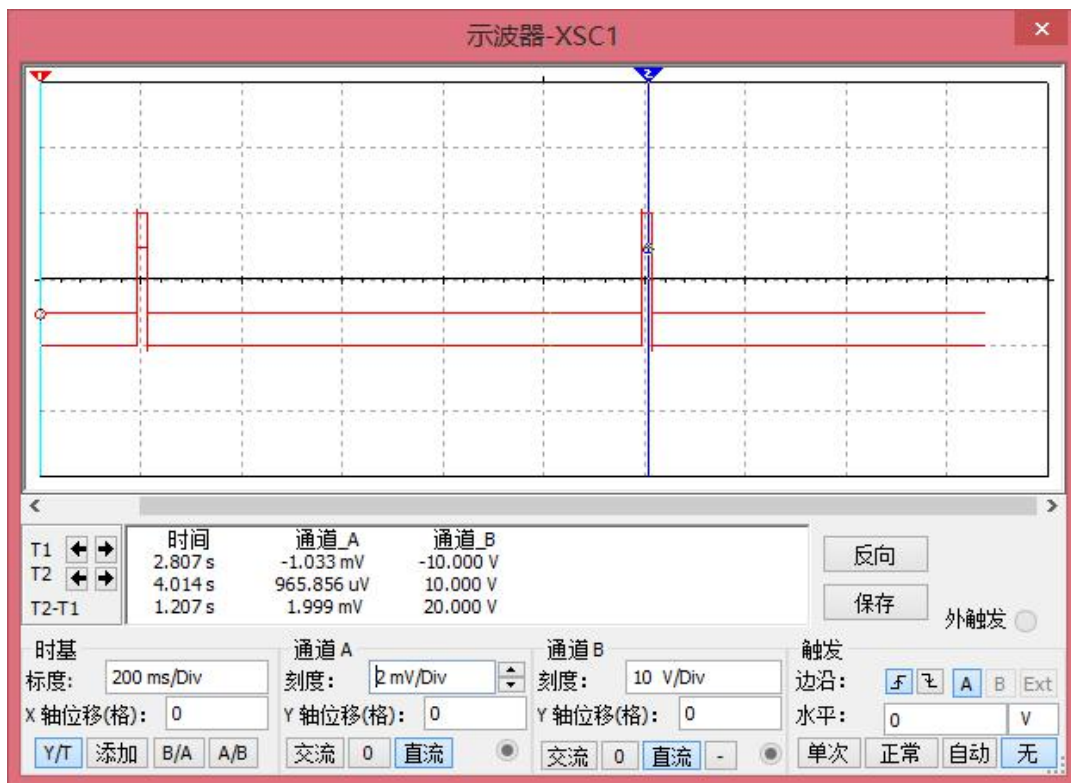 示波器-XSC1
×
1
2
时间 通道_A 通道_B
T1 2.807 s -1.033 mV -10.000 V
T2 4.014 s 965.856 uV 10.000 V
T2-T1 1.207 s 1.999 mV 20.000 V
反向
保存
外触发
时基
标度: 200 ms/Div
X 轴位移(格): 0
Y/T 添加 B/A A/B
通道 A
刻度: 2 mV/Div
Y 轴位移(格): 0
交流 0 直流
通道 B
刻度: 10 V/Div
Y 轴位移(格): 0
交流 0 直流 -
触发
边沿: A B Ext
水平: 0 V
单次 正常 自动 无